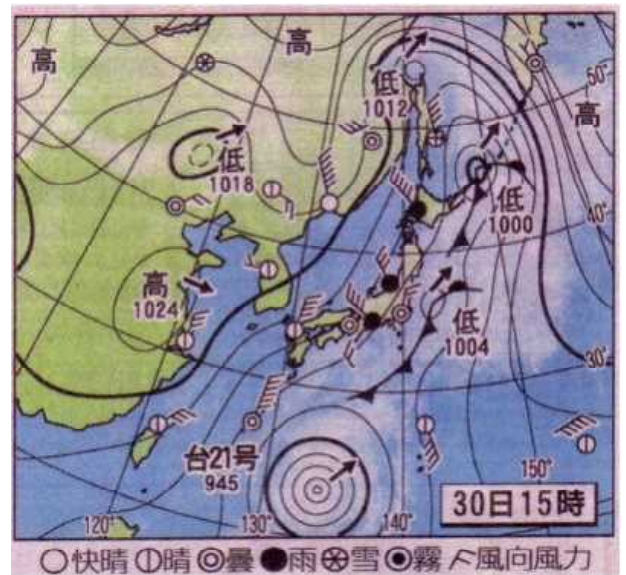 高
高
低
1012
50°
高
低
1018
低
1000
40°
高
1024
低
1004
30°
台21号
945
150°
30日15時
120°
130°
140°
○快晴 ⦶晴 ◎曇 ●雨 ⊗雪 ◉霧 風向風力